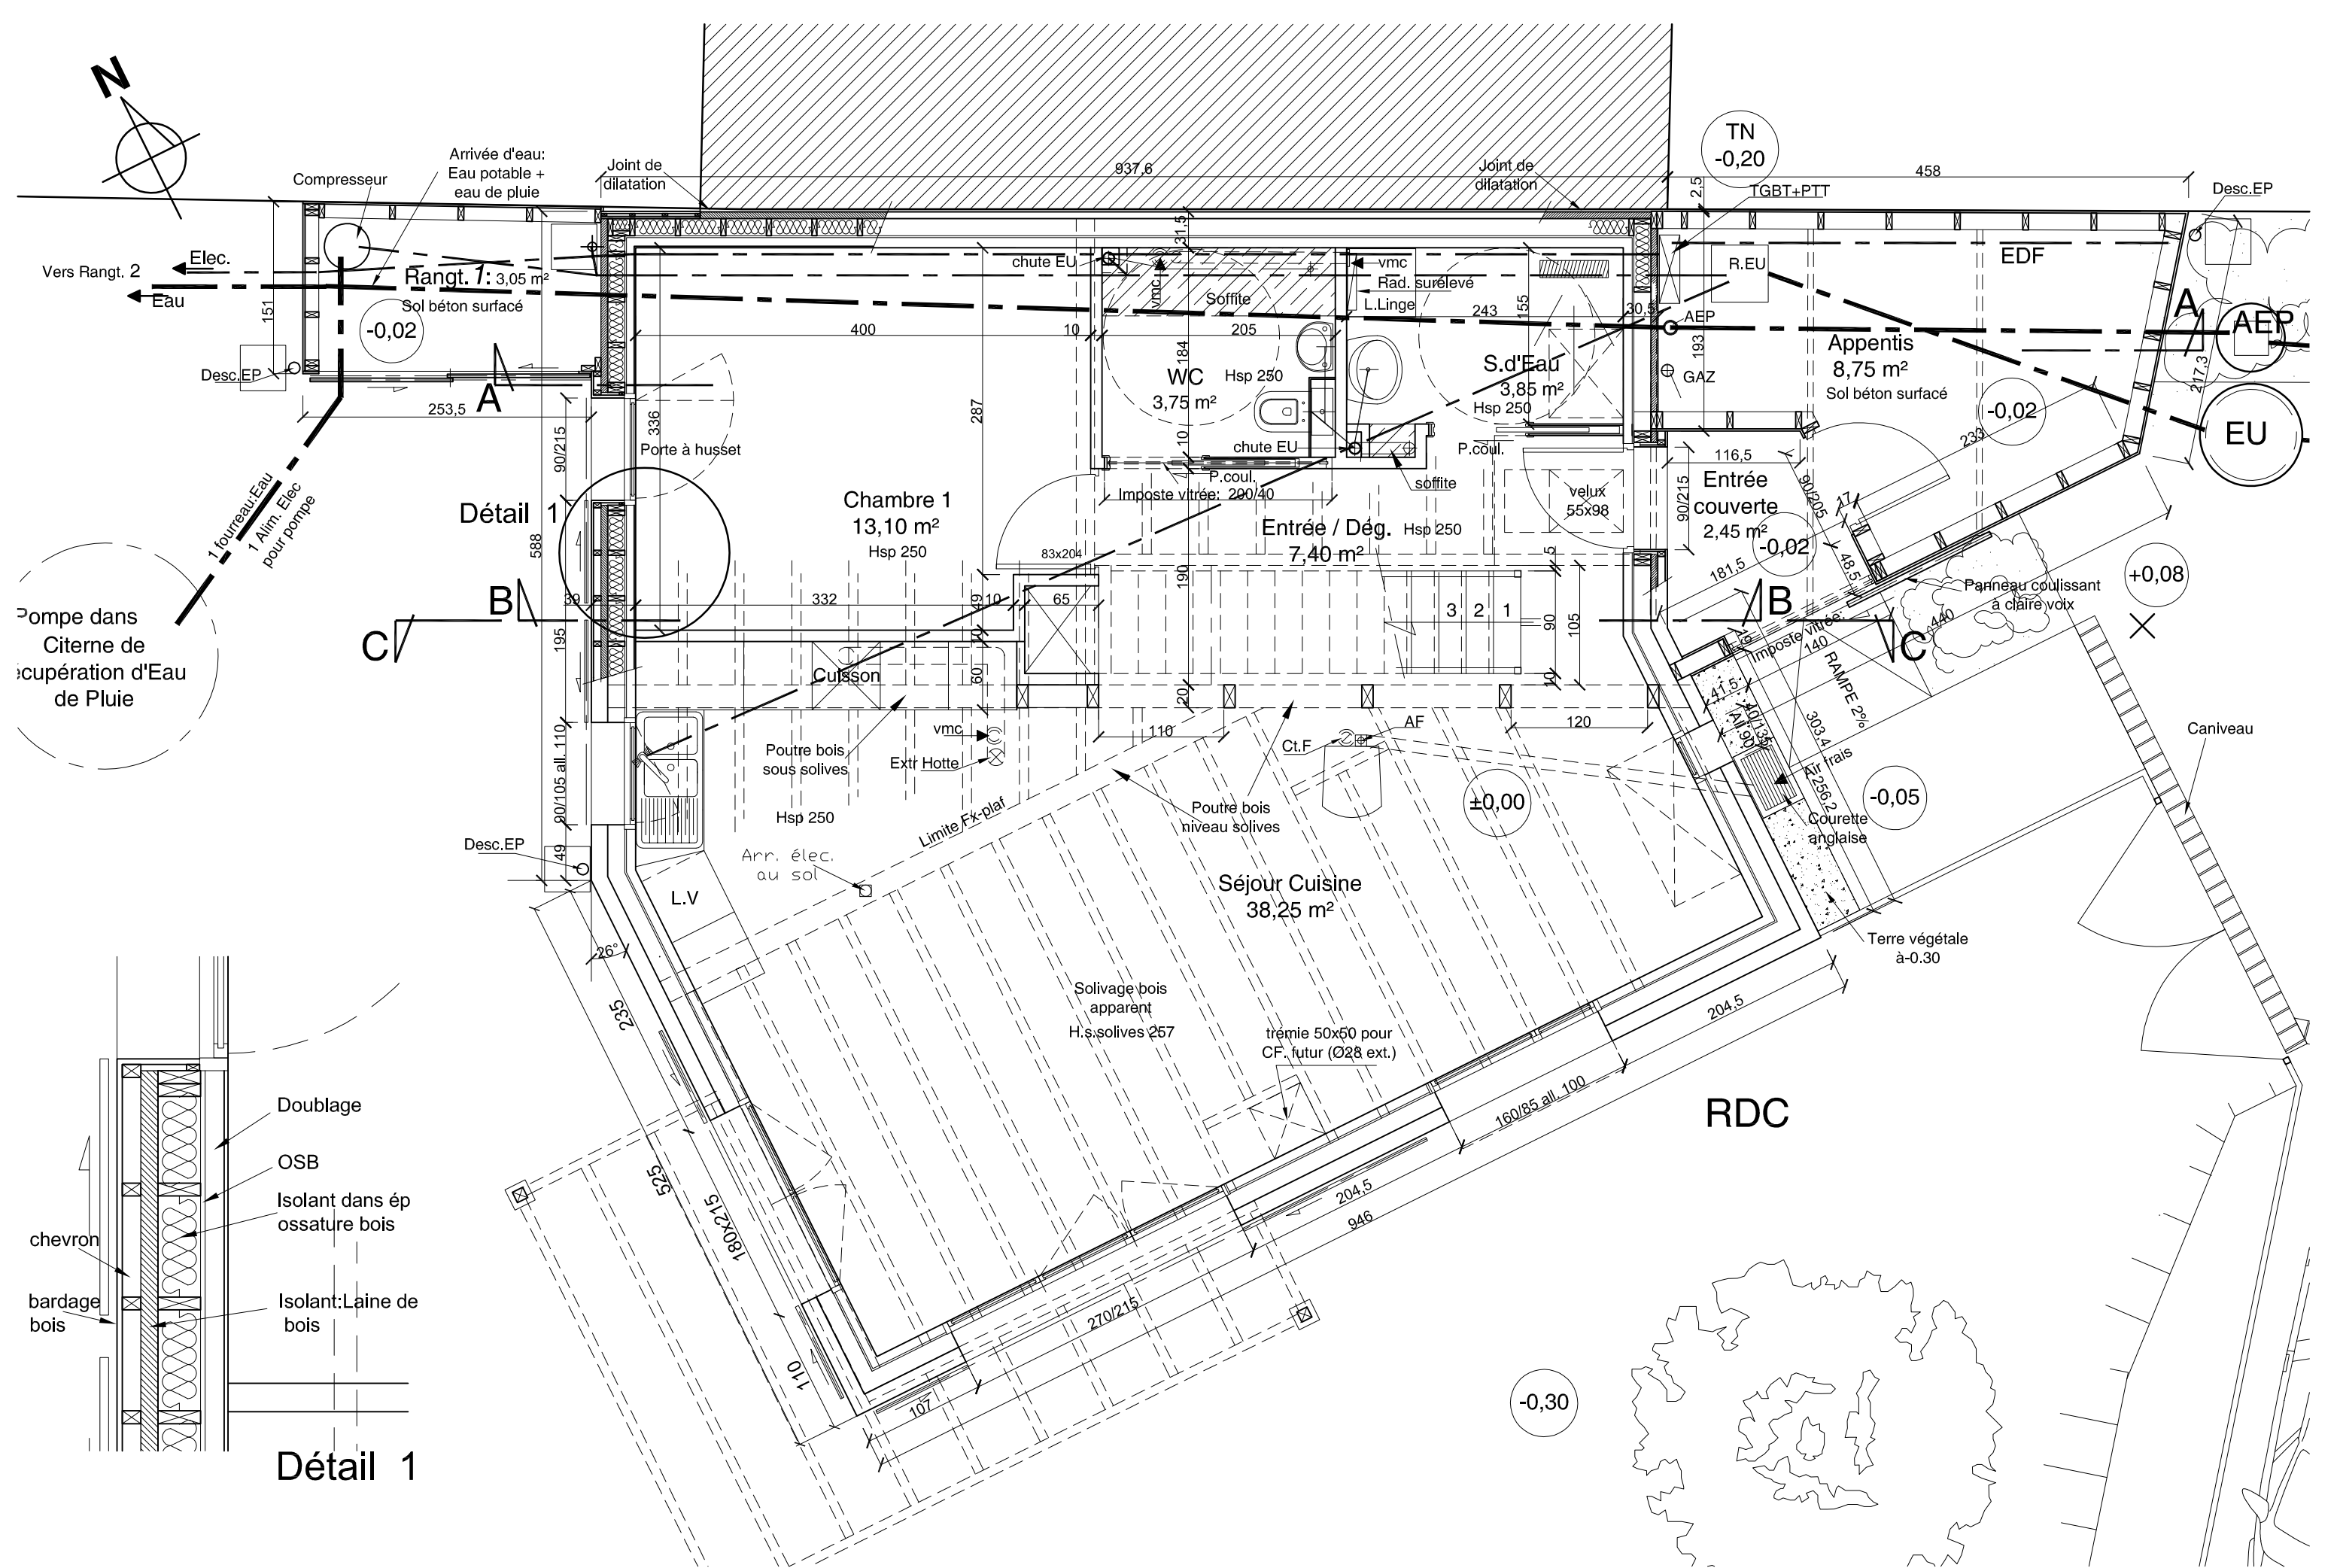 N
TN
-0,20
Arrivée d'eau:
Eau potable +
eau de pluie
Compresseur
Joint de
dilatation
937,6
Joint de
dilatation
2,5
458
TGBT+PTT
Desc.EP
Vers Rangt. 2
Elec.
Eau
Rangt. 1: 3,05 m²
Sol béton surfacé
-0,02
151
chute EU
31,5
vmc
Soffite
vmc
Rad. surélevé
L.Linge
155
R.EU
EDF
A
AEP
400
10
205
243
30,5
AEP
193
184
Appentis
8,75 m²
Sol béton surfacé
217,3
Desc.EP
253,5
A
336
287
WC
3,75 m²
Hsp 250
S.d'Eau
3,85 m²
Hsp 250
GAZ
-0,02
233
EU
90/215
Porte à husset
10
chute EU
P.coul.
P.coul.
116,5
Imposte vitrée: 200/40
soffite
velux
55x98
90/215
Entrée
couverte
2,45 m²
90/205
17
-0,02
Détail 1
588
Chambre 1
13,10 m²
Hsp 250
Entrée / Dég.
7,40 m²
Hsp 250
83x204
5
1 fourreau:Eau
1 Alim. Elec
pour pompe
48,5
181,5
Panneau coulissant
à claire voix
+0,08
B
39
332
10
49
65
190
3 2 1
90
105
B
C
195
10
Pompe dans
Citerne de
de Pluie
Cuisson
60
20
10
19
Imposte vitrée:
140
440
C
RAMPE 2%
41,5
40/135
All.90
303,4
vmc
110
AF
120
Ct.F
Extr Hotte
Poutre bois
sous solives
90/105 all. 110
Air frais
256,2
Caniveau
Hsp 250
Limite Fx-plaf
Poutre bois
niveau solives
±0,00
-0,05
Courette
anglaise
Desc.EP
49
Arr. élec.
au sol
L.V
Séjour Cuisine
38,25 m²
26°
Terre végétale
à-0.30
235
Solivage bois
apparent
H.s.solives 257
trémie 50x50 pour
CF. futur (Ø28 ext.)
204,5
Doublage
160/85 all. 100
RDC
OSB
Isolant dans ép
ossature bois
chevron
525
180x215
204,5
946
bardage
bois
Isolant:Laine de
bois
270/215
110
107
-0,30
Détail 1